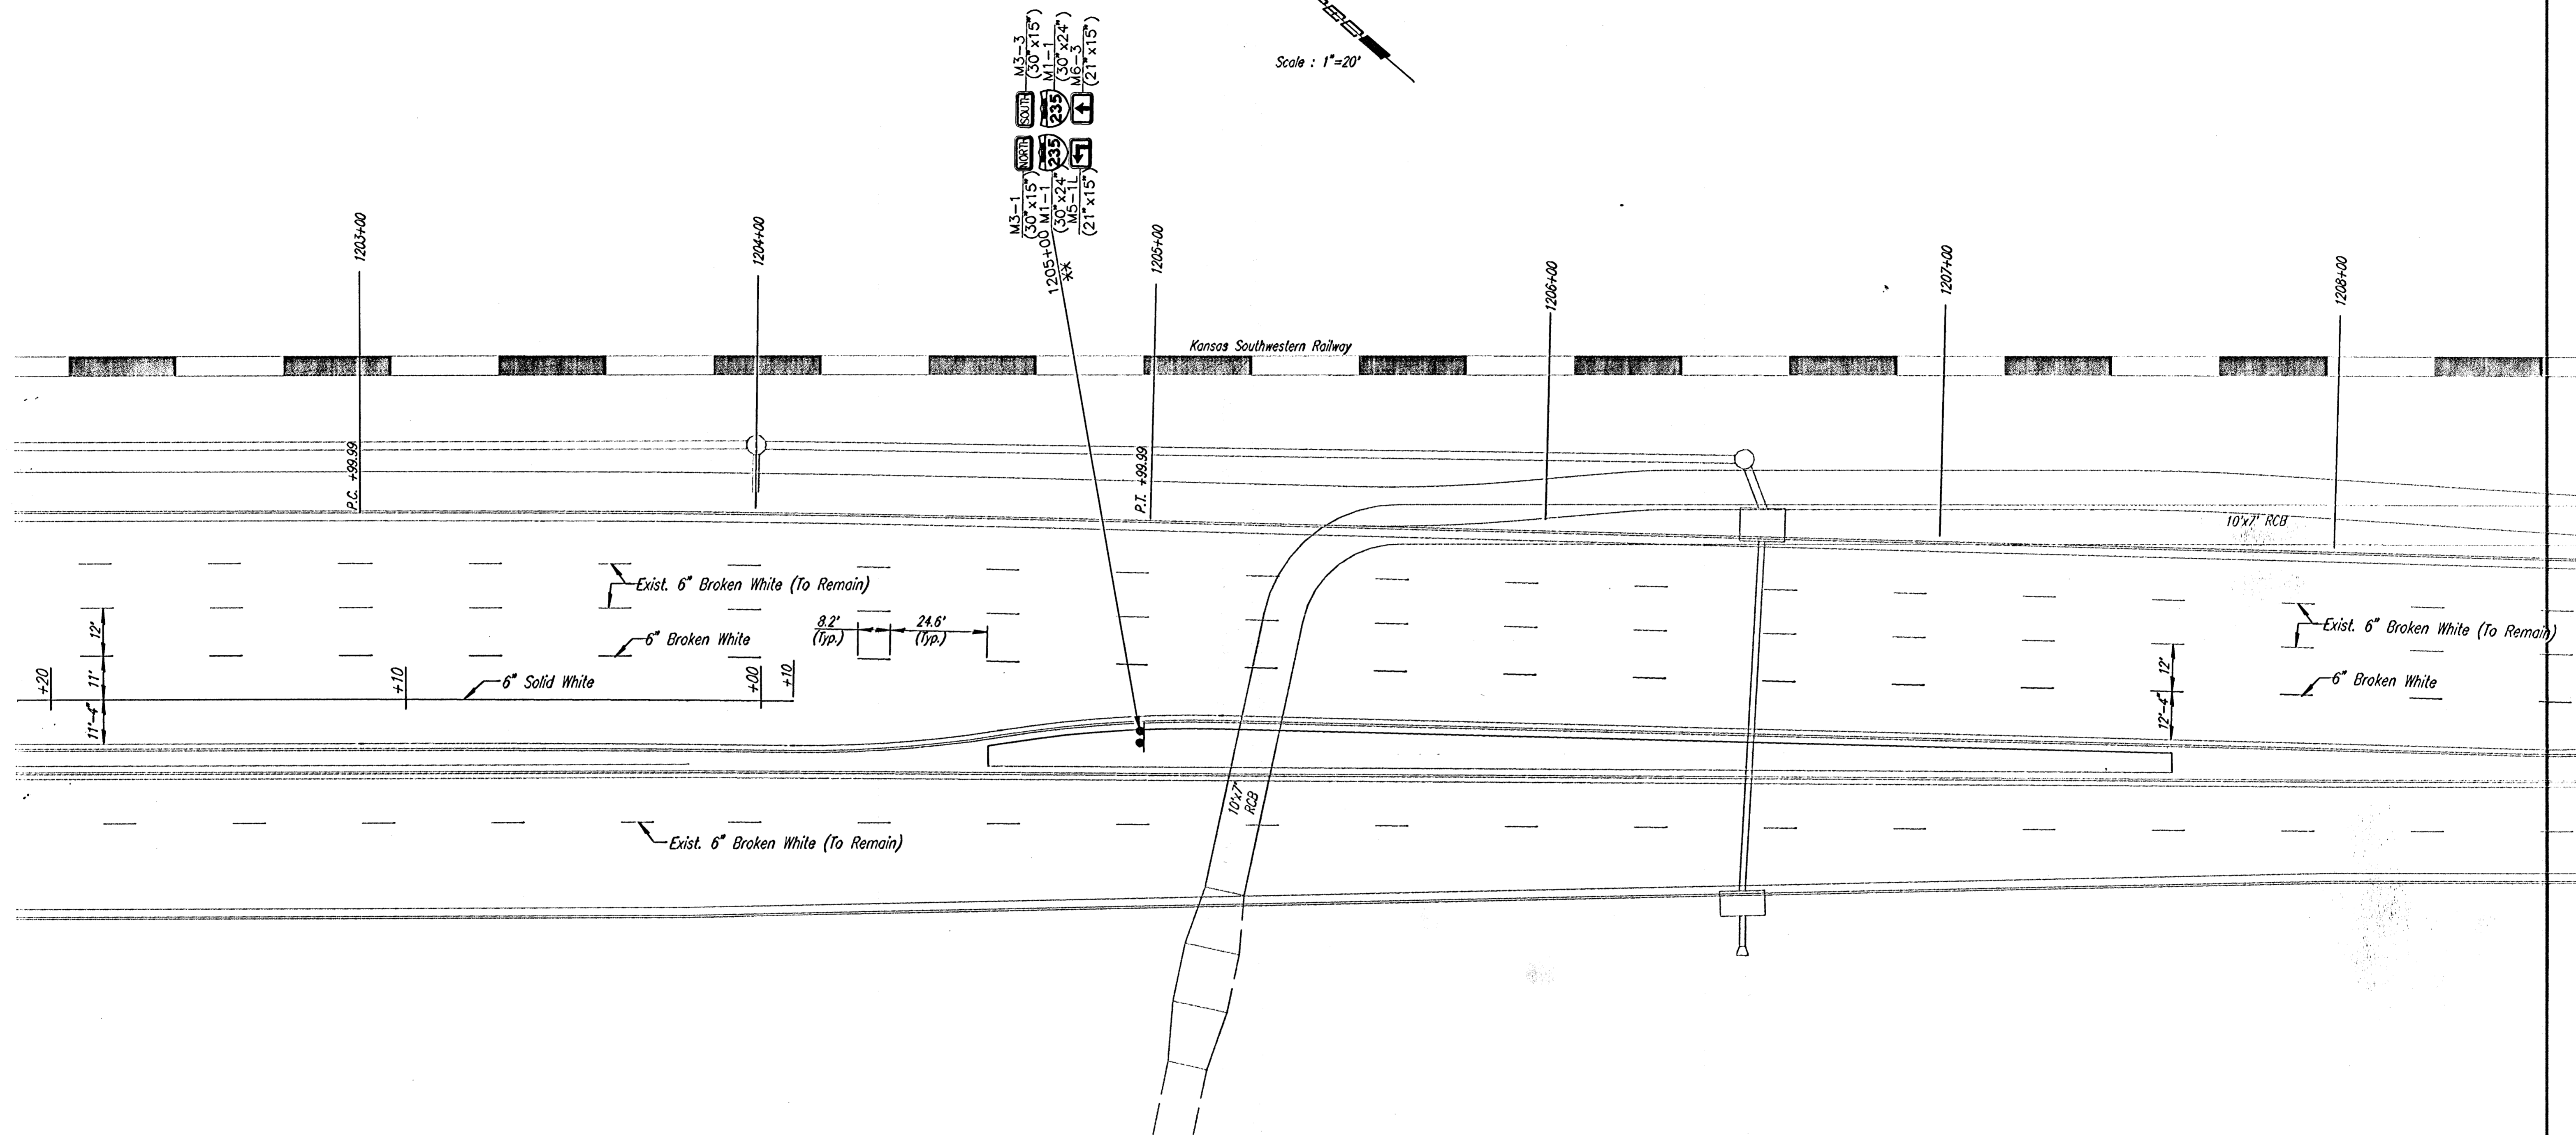 Scale : 1"=20'
M3-3
(30"x15")
M1-1
(30"x24")
M6-3
(21"x15")
SOUTH
235
NORTH
235
M3-1
(30"x15")
M1-1
(30"x24")
M5-1L
(21"x15")
1205+00
**
1203+00
1204+00
1205+00
1206+00
1207+00
1208+00
Kansas Southwestern Railway
P.C. +99.99
P.T. +99.99
10'x7' RCB
Exist. 6" Broken White (To Remain)
12'
6" Broken White
8.2'
(Typ.)
24.6'
(Typ.)
Exist. 6" Broken White (To Remain)
12'
6" Broken White
+20
11'
+10
6" Solid White
+00
+10
11'-4"
12'-4"
10'x7'
RCB
Exist. 6" Broken White (To Remain)